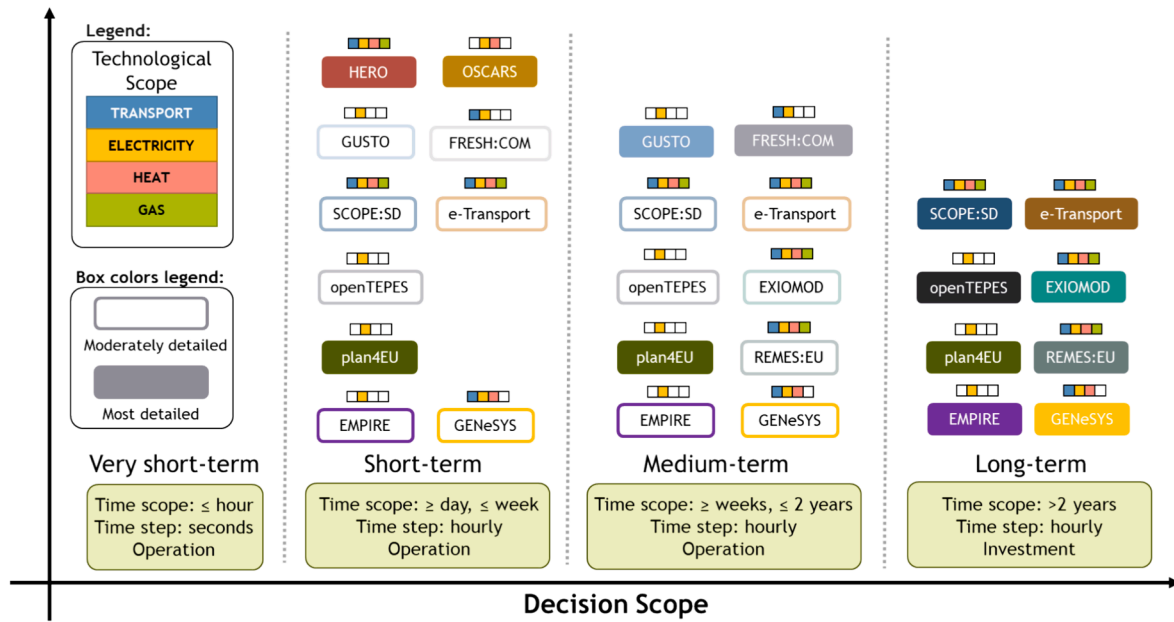 Legend:
Technological
Scope
TRANSPORT
ELECTRICITY
HEAT
GAS
Box colors legend:
Moderately detailed
Most detailed
Very short-term
Time scope: ≤ hour
Time step: seconds
Operation
HERO
OSCARS
GUSTO
FRESH:COM
SCOPE:SD
e-Transport
openTEPES
plan4EU
EMPIRE
GENeSYS
Short-term
Time scope: ≥ day, ≤ week
Time step: hourly
Operation
GUSTO
FRESH:COM
SCOPE:SD
e-Transport
openTEPES
EXIOMOD
plan4EU
REMES:EU
EMPIRE
GENeSYS
Medium-term
Time scope: ≥ weeks, ≤ 2 years
Time step: hourly
Operation
SCOPE:SD
e-Transport
openTEPES
EXIOMOD
plan4EU
REMES:EU
EMPIRE
GENeSYS
Long-term
Time scope: >2 years
Time step: hourly
Investment
Decision Scope